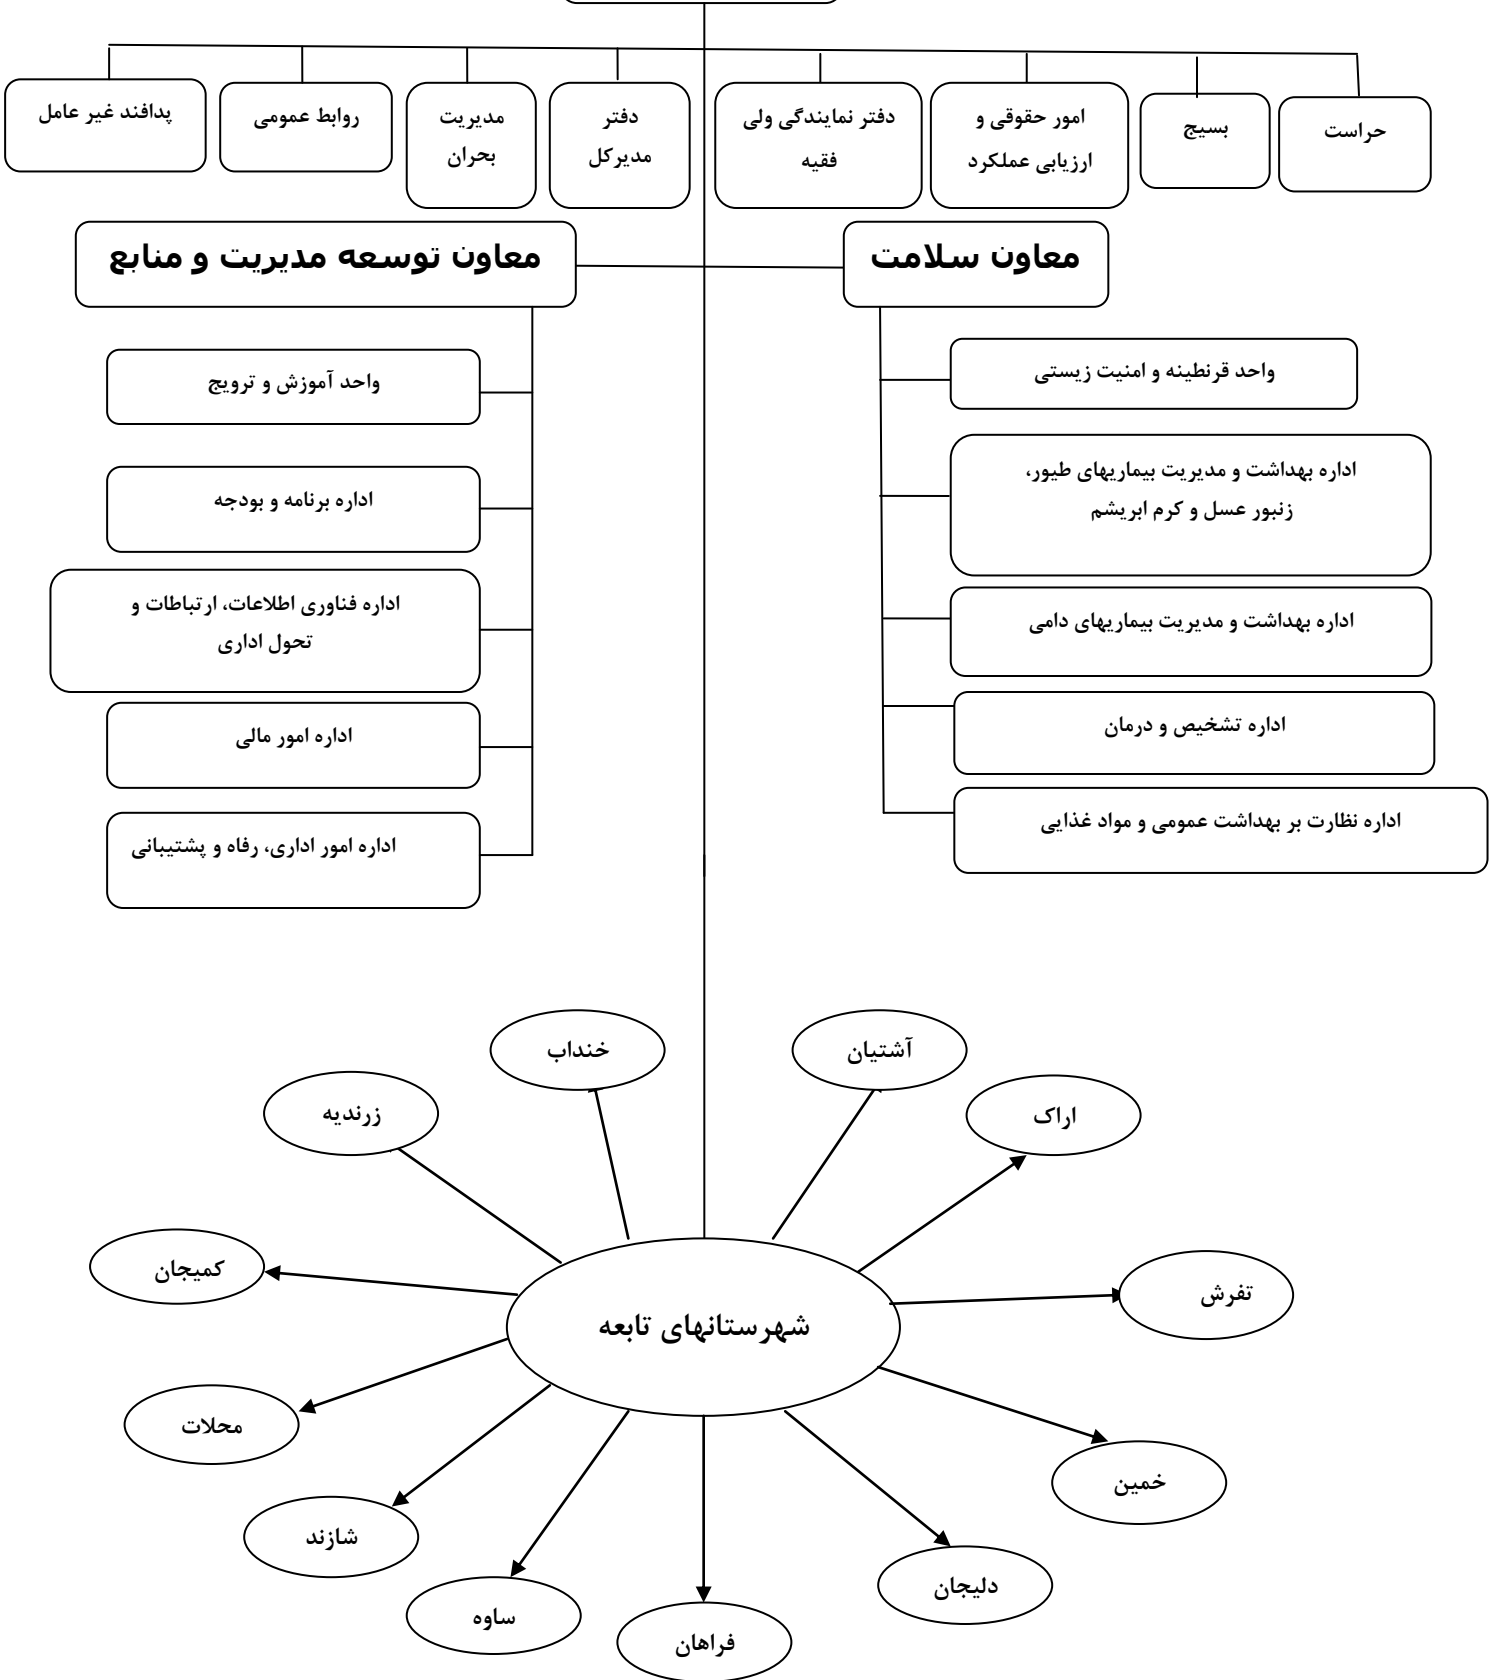 حراست
بسیج
امور حقوقی و
ارزیابی عملکرد
دفتر نمایندگی ولی
فقیه
دفتر
مدیرکل
مدیریت
بحران
روابط عمومی
پدافند غیر عامل
معاون سلامت
واحد قرنطینه و امنیت زیستی
اداره بهداشت و مدیریت بیماریهای طیور،
زنبور عسل و کرم ابریشم
اداره بهداشت و مدیریت بیماریهای دامی
اداره تشخیص و درمان
اداره نظارت بر بهداشت عمومی و مواد غذایی
معاون توسعه مدیریت و منابع
واحد آموزش و ترویج
اداره برنامه و بودجه
اداره فناوری اطلاعات، ارتباطات و
تحول اداری
اداره امور مالی
اداره امور اداری، رفاه و پشتیبانی
شهرستانهای تابعه
آشتیان
اراک
تفرش
خمین
دلیجان
فراهان
ساوه
شازند
محلات
کمیجان
زرندیه
خنداب